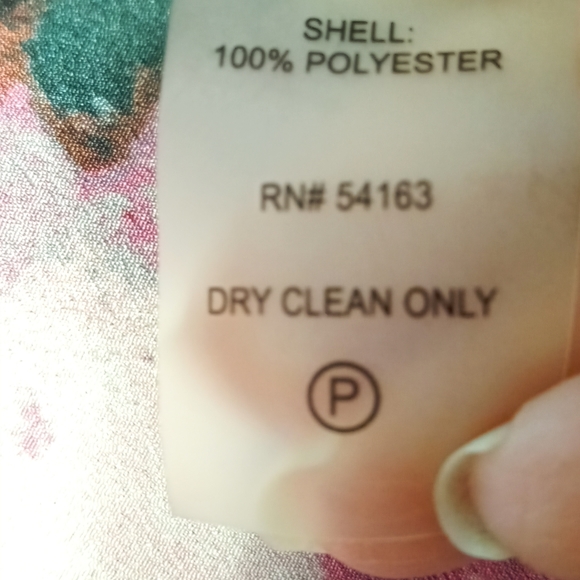 SHELL:
100% POLYESTER
RN# 54163
DRY CLEAN ONLY
P